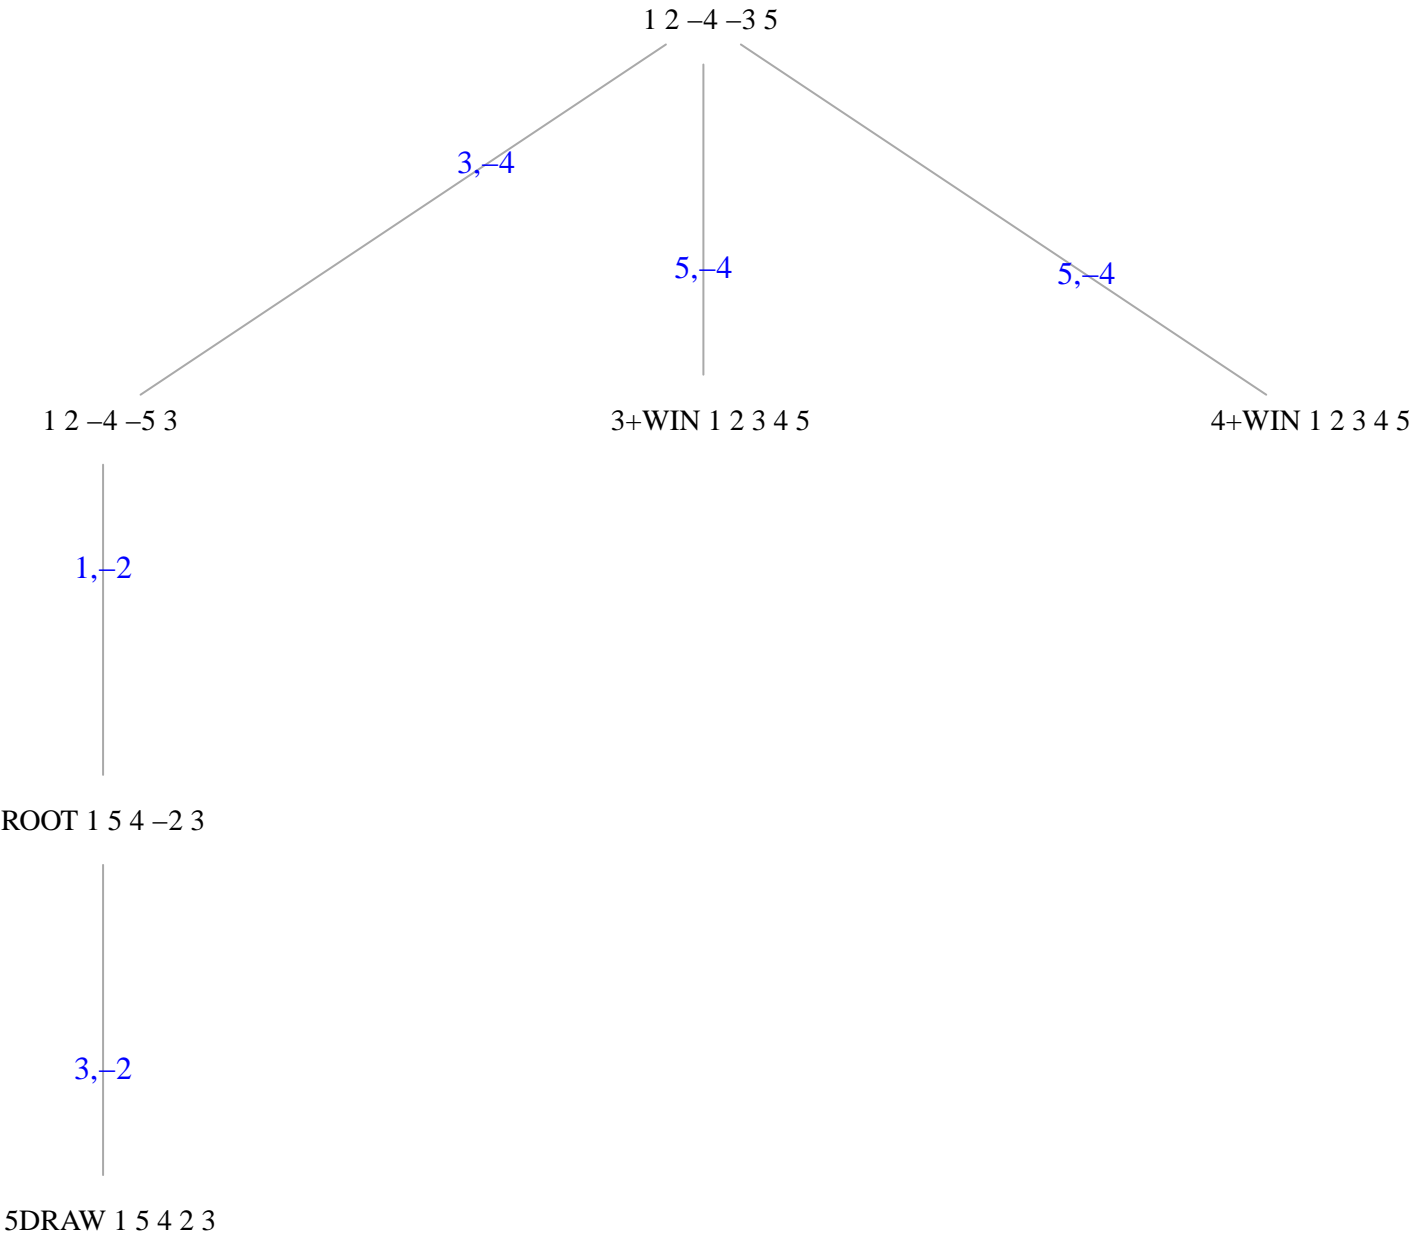 1 2 –4 –3 5
3,–4
5,–4
5,–4
1 2 –4 –5 3
3+WIN 1 2 3 4 5
4+WIN 1 2 3 4 5
1,–2
ROOT 1 5 4 –2 3
3,–2
5DRAW 1 5 4 2 3